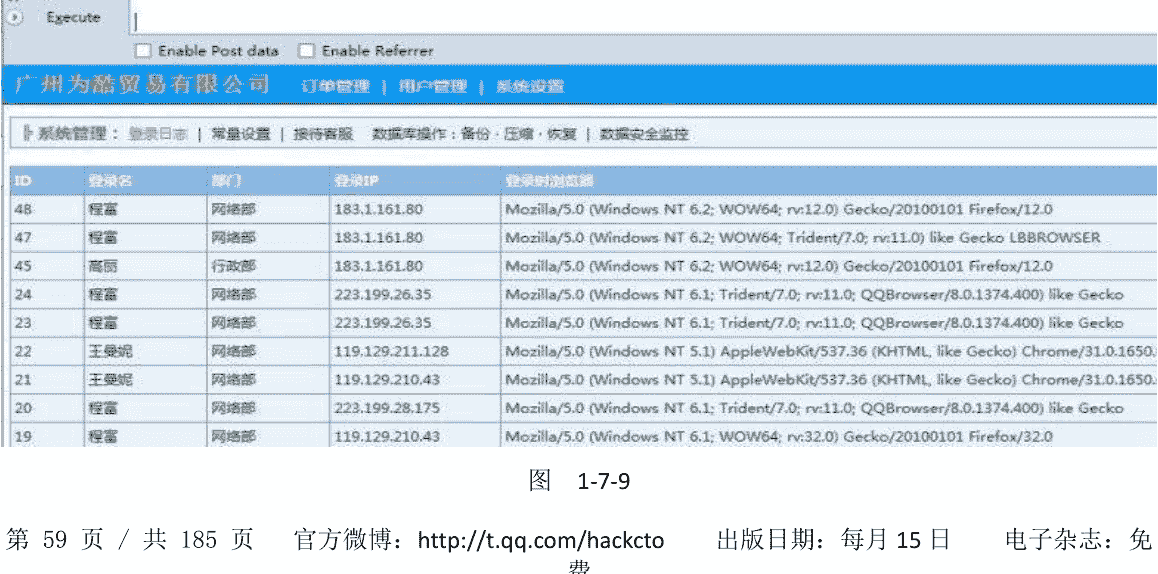 Execute
Enable Post data Enable Referrer
广州为酷贸易有限公司 订单管理 | 用户管理 | 系统设置
系统管理： 登录日志 | 常量设置 | 接待客服 数据库操作：备份 · 压缩 · 恢复 | 数据安全监控
ID 登录名 部门 登录IP 登录时浏览器
48 程富 网络部 183.1.161.80 Mozilla/5.0 (Windows NT 6.2; WOW64; rv:12.0) Gecko/20100101 Firefox/12.0
47 程富 网络部 183.1.161.80 Mozilla/5.0 (Windows NT 6.2; WOW64; Trident/7.0; rv:11.0) like Gecko LBBROWSER
45 高丽 行政部 183.1.161.80 Mozilla/5.0 (Windows NT 6.2; WOW64; rv:12.0) Gecko/20100101 Firefox/12.0
24 程富 网络部 223.199.26.35 Mozilla/5.0 (Windows NT 6.1; Trident/7.0; rv:11.0; QQBrowser/8.0.1374.400) like Gecko
23 程富 网络部 223.199.26.35 Mozilla/5.0 (Windows NT 6.1; Trident/7.0; rv:11.0; QQBrowser/8.0.1374.400) like Gecko
22 王曼妮 网络部 119.129.211.128 Mozilla/5.0 (Windows NT 5.1) AppleWebKit/537.36 (KHTML, like Gecko) Chrome/31.0.1650.
21 王曼妮 网络部 119.129.210.43 Mozilla/5.0 (Windows NT 5.1) AppleWebKit/537.36 (KHTML, like Gecko) Chrome/31.0.1650.
20 程富 网络部 223.199.28.175 Mozilla/5.0 (Windows NT 6.1; Trident/7.0; rv:11.0; QQBrowser/8.0.1374.400) like Gecko
19 程富 网络部 119.129.210.43 Mozilla/5.0 (Windows NT 6.1; WOW64; rv:32.0) Gecko/20100101 Firefox/32.0
图 1-7-9
第 59 页 / 共 185 页 官方微博：http://t.qq.com/hackcto 出版日期：每月 15 日 电子杂志：免
费